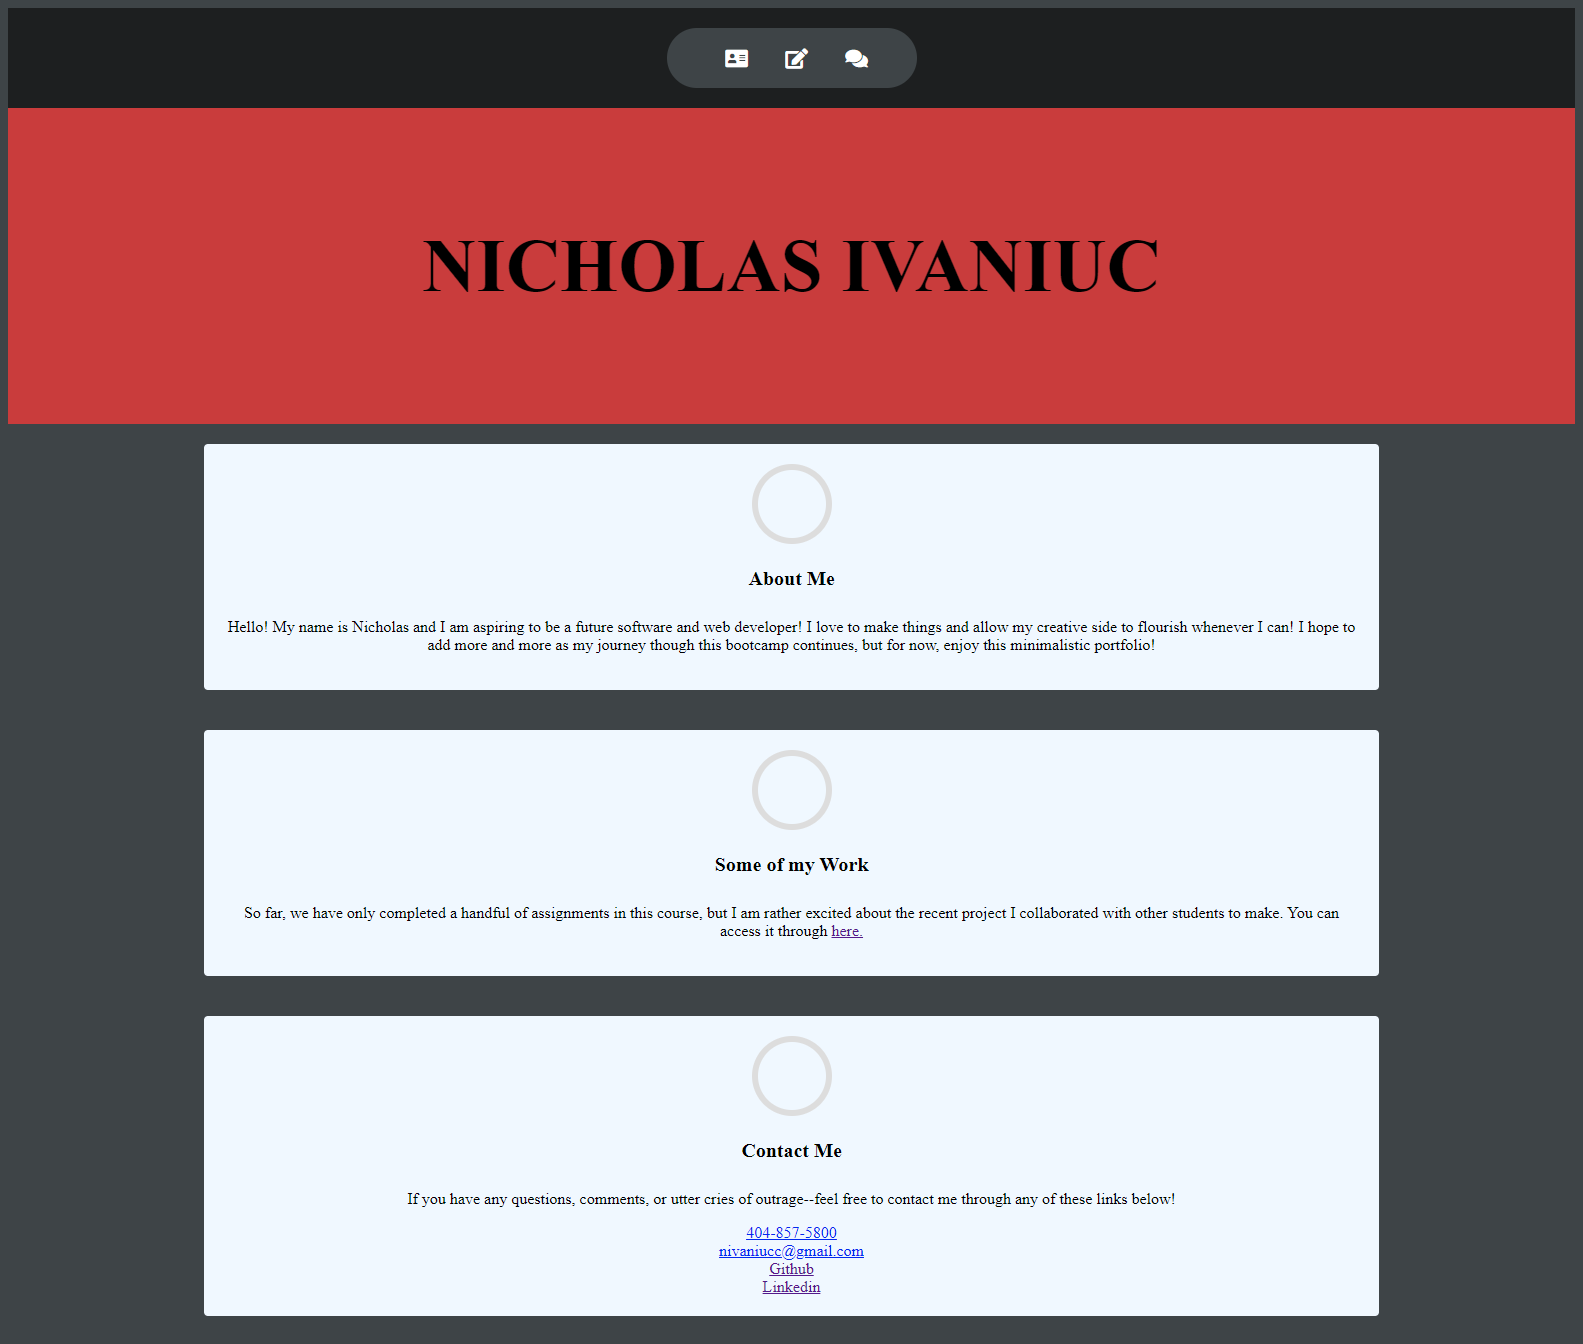 NICHOLAS IVANIUC
About Me
Hello! My name is Nicholas and I am aspiring to be a future software and web developer! I love to make things and allow my creative side to flourish whenever I can! I hope to
add more and more as my journey though this bootcamp continues, but for now, enjoy this minimalistic portfolio!
Some of my Work
So far, we have only completed a handful of assignments in this course, but I am rather excited about the recent project I collaborated with other students to make. You can
access it through here.
Contact Me
If you have any questions, comments, or utter cries of outrage--feel free to contact me through any of these links below!
404-857-5800
nivaniucc@gmail.com
Github
Linkedin